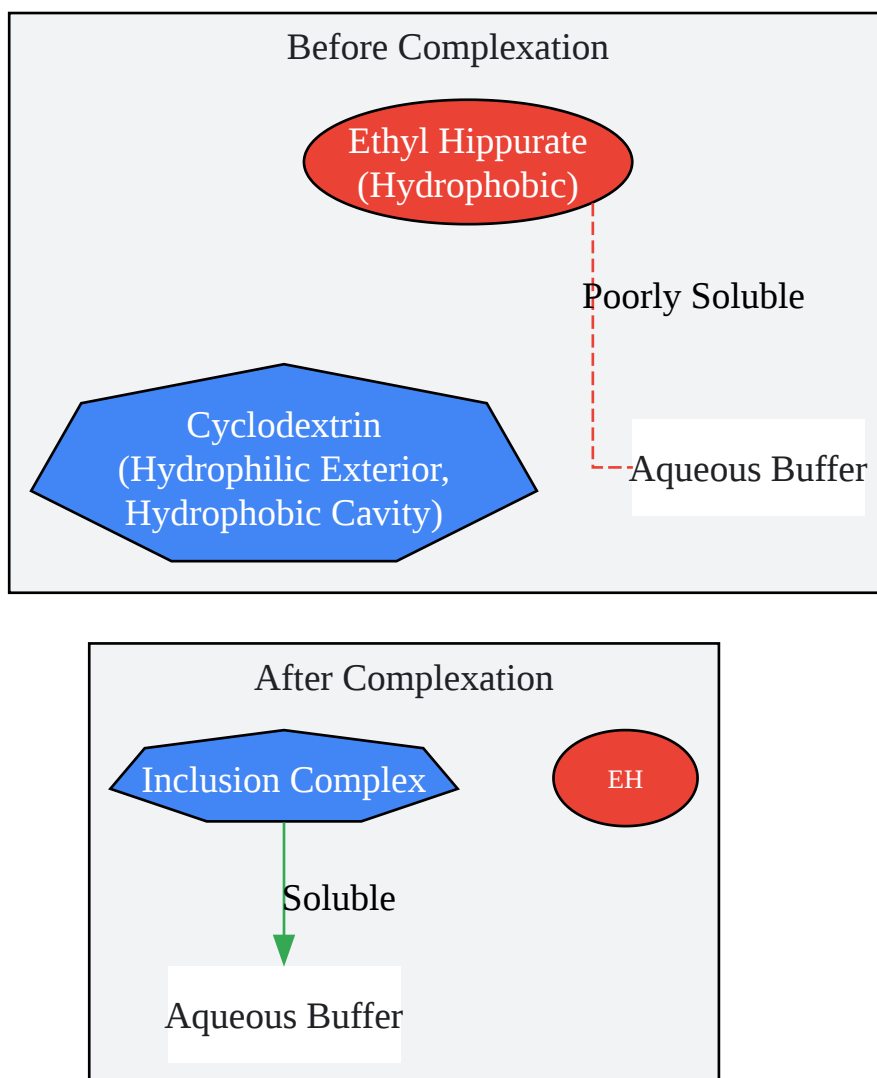 Before Complexation
Ethyl Hippurate
(Hydrophobic)
Poorly Soluble
Cyclodextrin
(Hydrophilic Exterior,
Hydrophobic Cavity)
Aqueous Buffer
After Complexation
Inclusion Complex
EH
Soluble
Aqueous Buffer